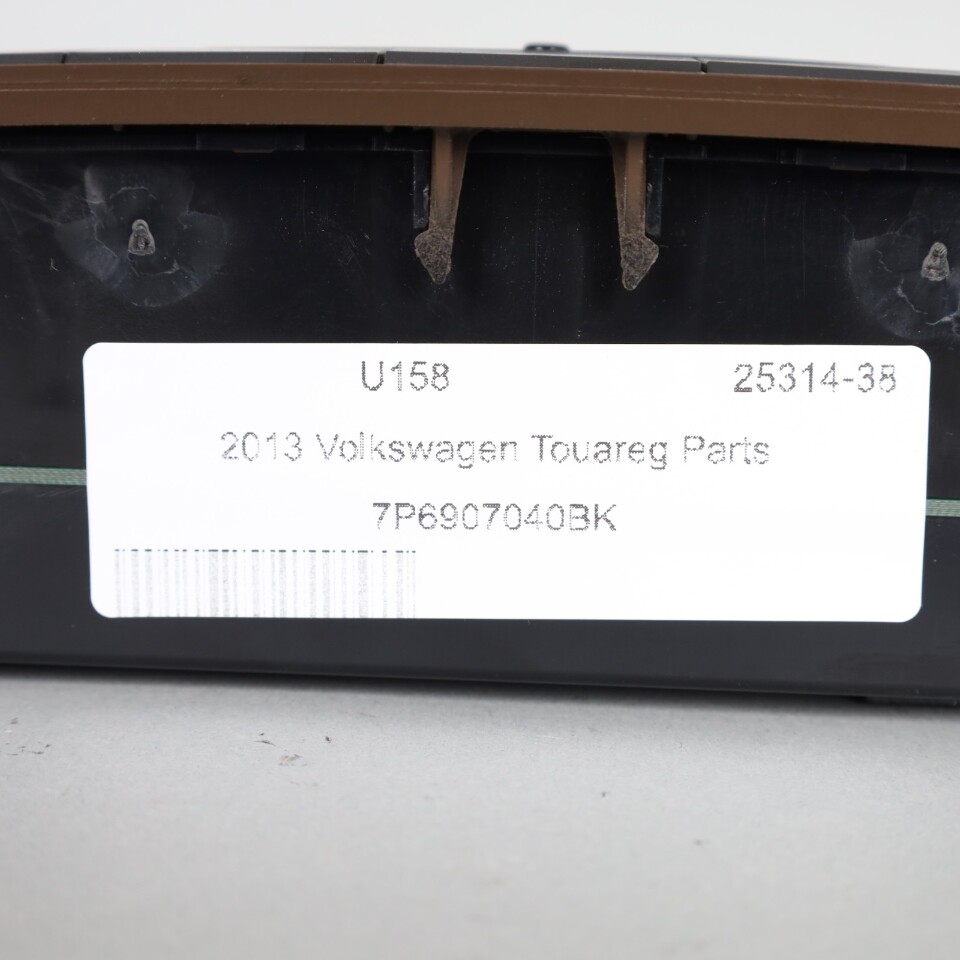 U158 25314-38
2013 Volkswagen Touareg Parts
7P6907040BK